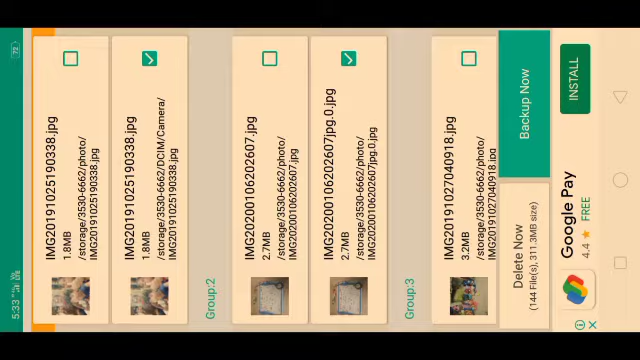 5:33
72
IMG20191025190338.jpg
1.8MB
/storage/3530-6662/photo/
IMG20191025190338.jpg
IMG20191025190338.jpg
1.8MB
/storage/3530-6662/DCIM/Camera/
IMG20191025190338.jpg
Group:2
IMG20200106202607.jpg
2.7MB
/storage/3530-6662/photo/
IMG20200106202607.jpg
IMG20200106202607jpg.0.jpg
2.7MB
/storage/3530-6662/photo/
IMG20200106202607jpg.0.jpg
Group:3
IMG20191027040918.jpg
3.2MB
/storage/3530-6662/photo/
IMG20191027040918.jpg
Delete Now
(144 File(s), 311.3MB size)
Backup Now
Google Pay
4.4 ★ FREE
INSTALL